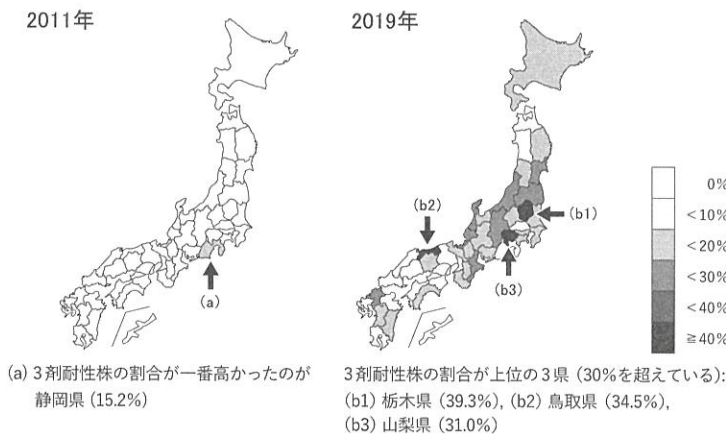 2011年
2019年
(b2)
(b1)
(a)
(b3)
0%
<10%
<20%
<30%
<40%
≧40%
(a) 3剤耐性株の割合が一番高かったのが
静岡県 (15.2%)
3剤耐性株の割合が上位の3県 (30%を超えている):
(b1) 栃木県 (39.3%), (b2) 鳥取県 (34.5%),
(b3) 山梨県 (31.0%)